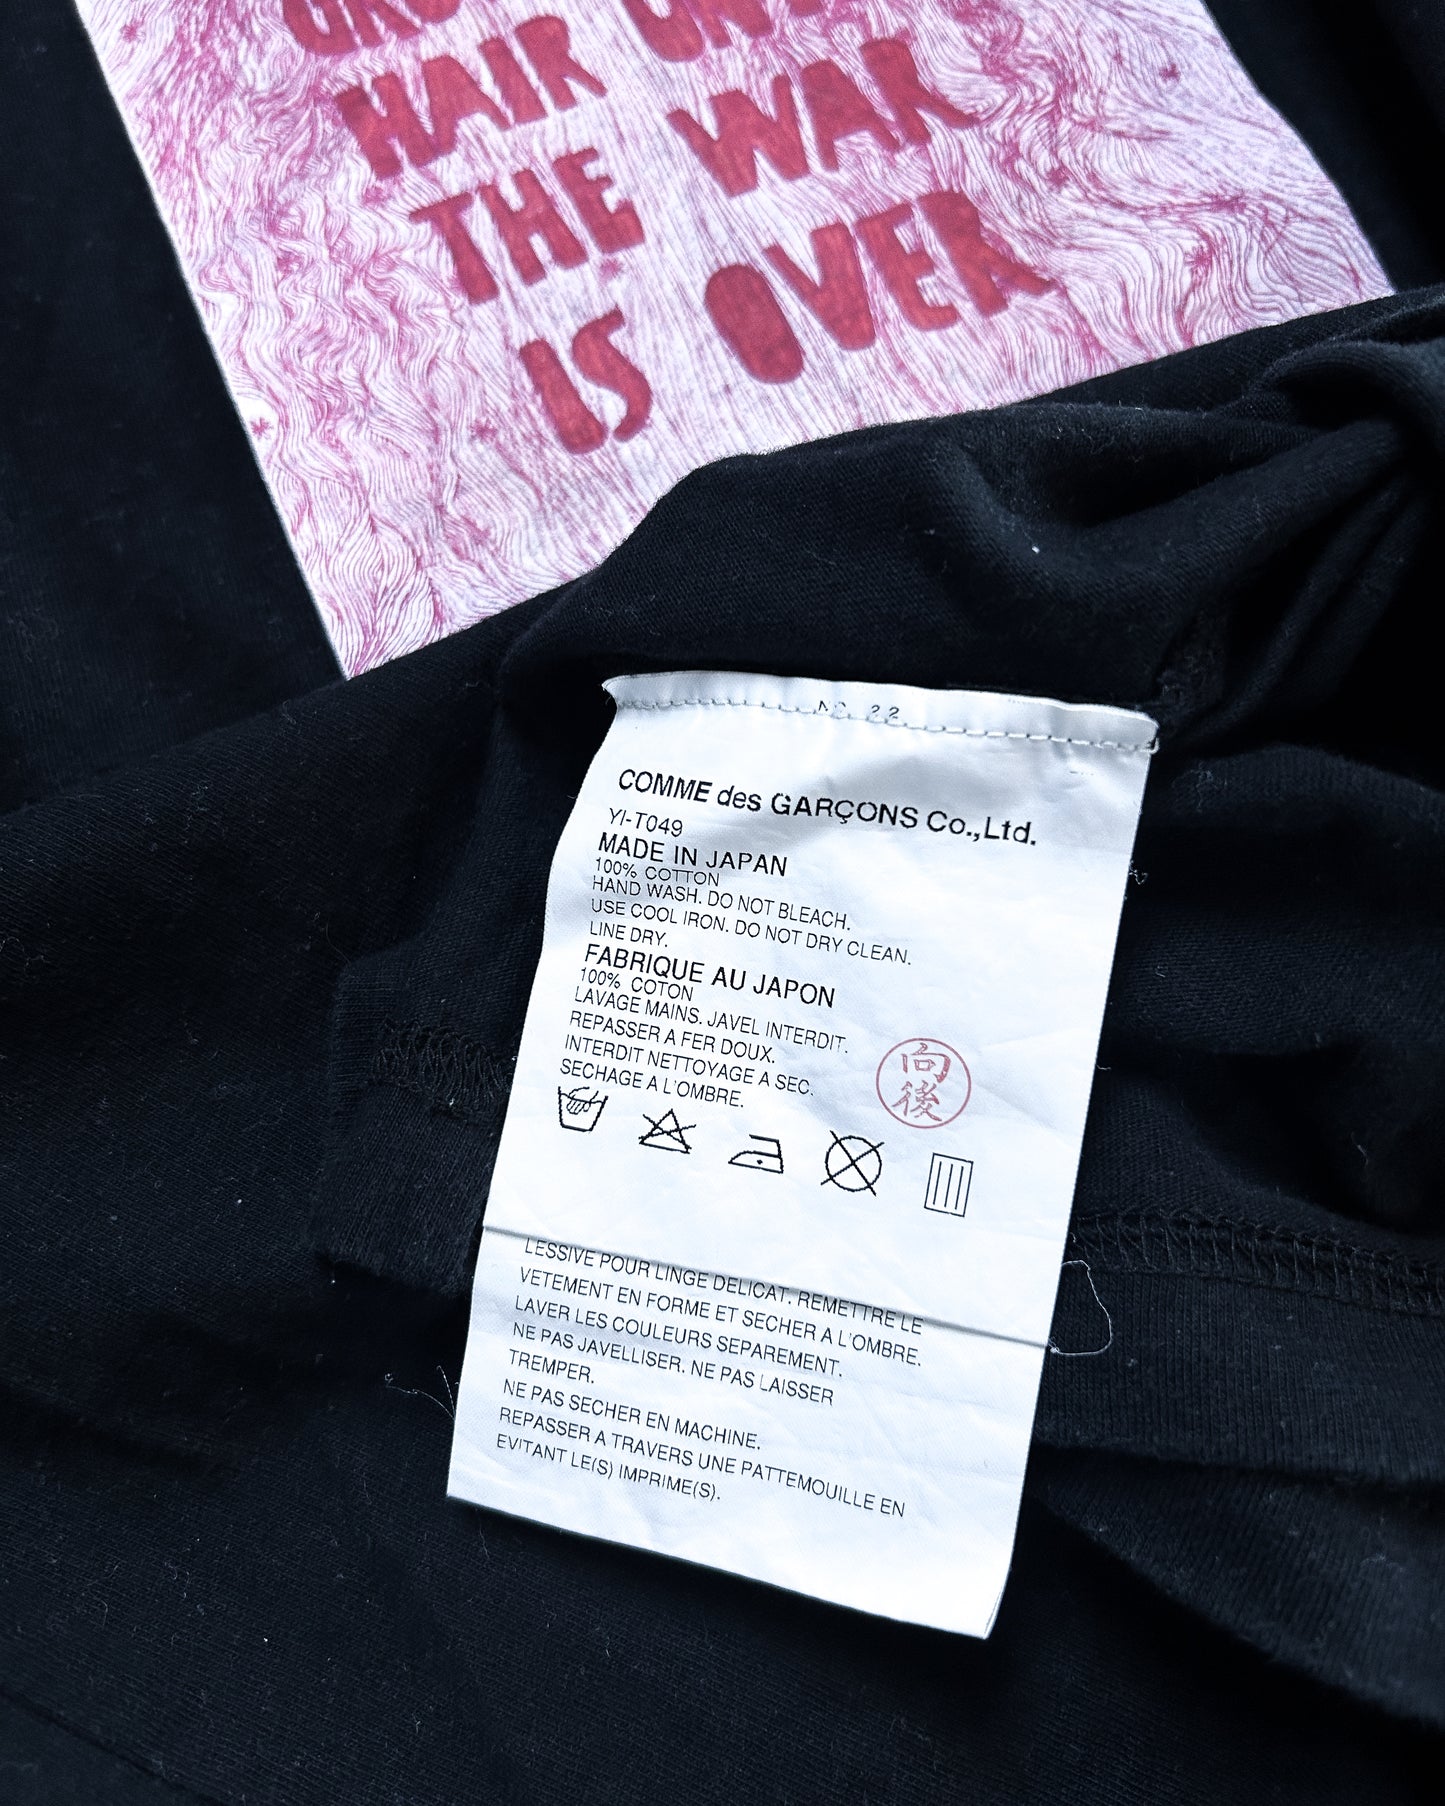 HAIR
THE WAR
IS OVER
NO. 22
COMME des GARÇONS Co.,Ltd.
YI-T049
MADE IN JAPAN
100% COTTON
HAND WASH. DO NOT BLEACH.
USE COOL IRON. DO NOT DRY CLEAN.
LINE DRY.
FABRIQUE AU JAPON
100% COTON
LAVAGE MAINS. JAVEL INTERDIT.
REPASSER A FER DOUX.
INTERDIT NETTOYAGE A SEC.
SECHAGE A L'OMBRE.
向
後
LESSIVE POUR LINGE DELICAT. REMETTRE LE
VETEMENT EN FORME ET SECHER A L'OMBRE.
LAVER LES COULEURS SEPAREMENT.
NE PAS JAVELLISER. NE PAS LAISSER
TREMPER.
NE PAS SECHER EN MACHINE.
REPASSER A TRAVERS UNE PATTEMOUILLE EN
EVITANT LE(S) IMPRIME(S).